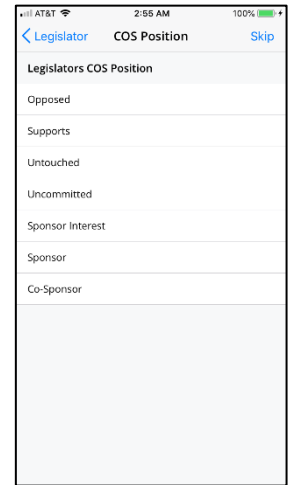 AT&T 2:55 AM 100%
Legislator COS Position Skip
Legislators COS Position
Opposed
Supports
Untouched
Uncommitted
Sponsor Interest
Sponsor
Co-Sponsor